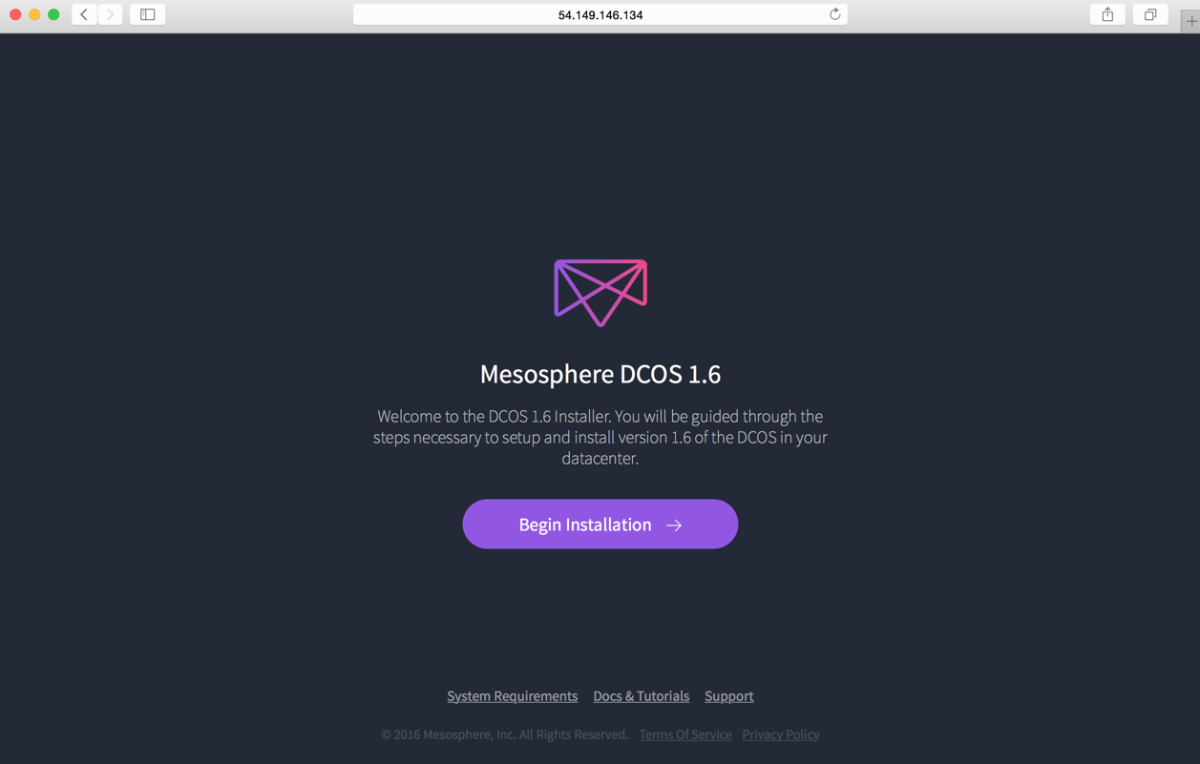 54.149.146.134
Mesosphere DCOS 1.6
Welcome to the DCOS 1.6 Installer. You will be guided through the
steps necessary to setup and install version 1.6 of the DCOS in your
datacenter.
Begin Installation →
System Requirements Docs & Tutorials Support
© 2016 Mesosphere, Inc. All Rights Reserved. Terms Of Service Privacy Policy